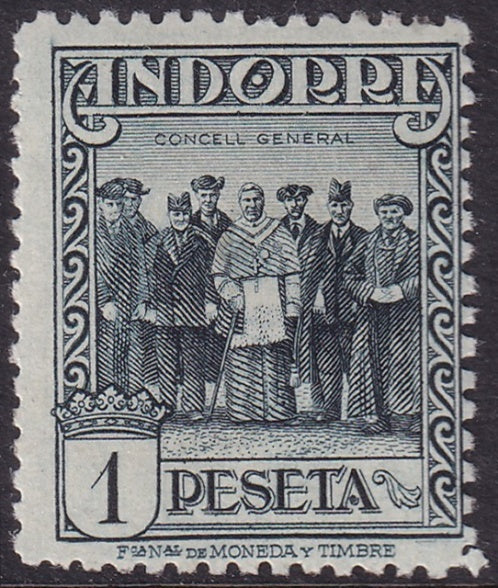 ANDORRA
CONCELL GENERAL
1 PESETA
Fca NAL DE MONEDA Y TIMBRE